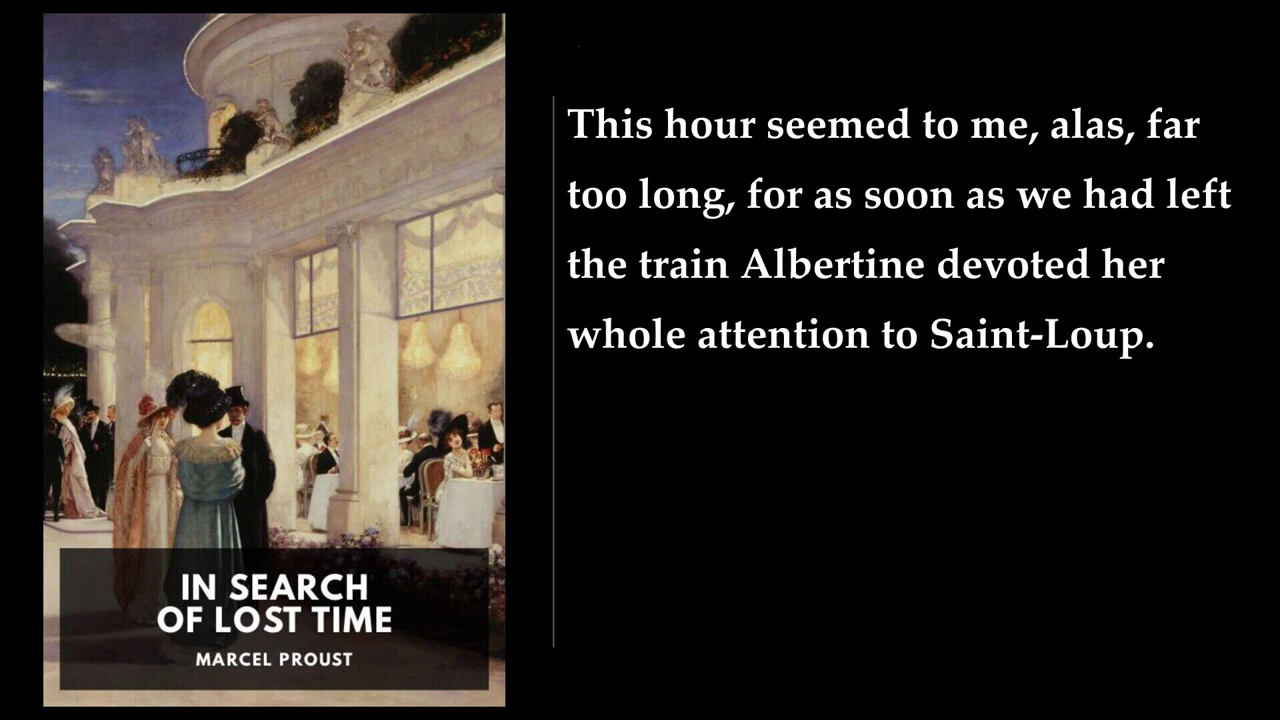 This hour seemed to me, alas, far
too long, for as soon as we had left
the train Albertine devoted her
whole attention to Saint-Loup.
IN SEARCH
OF LOST TIME
MARCEL PROUST